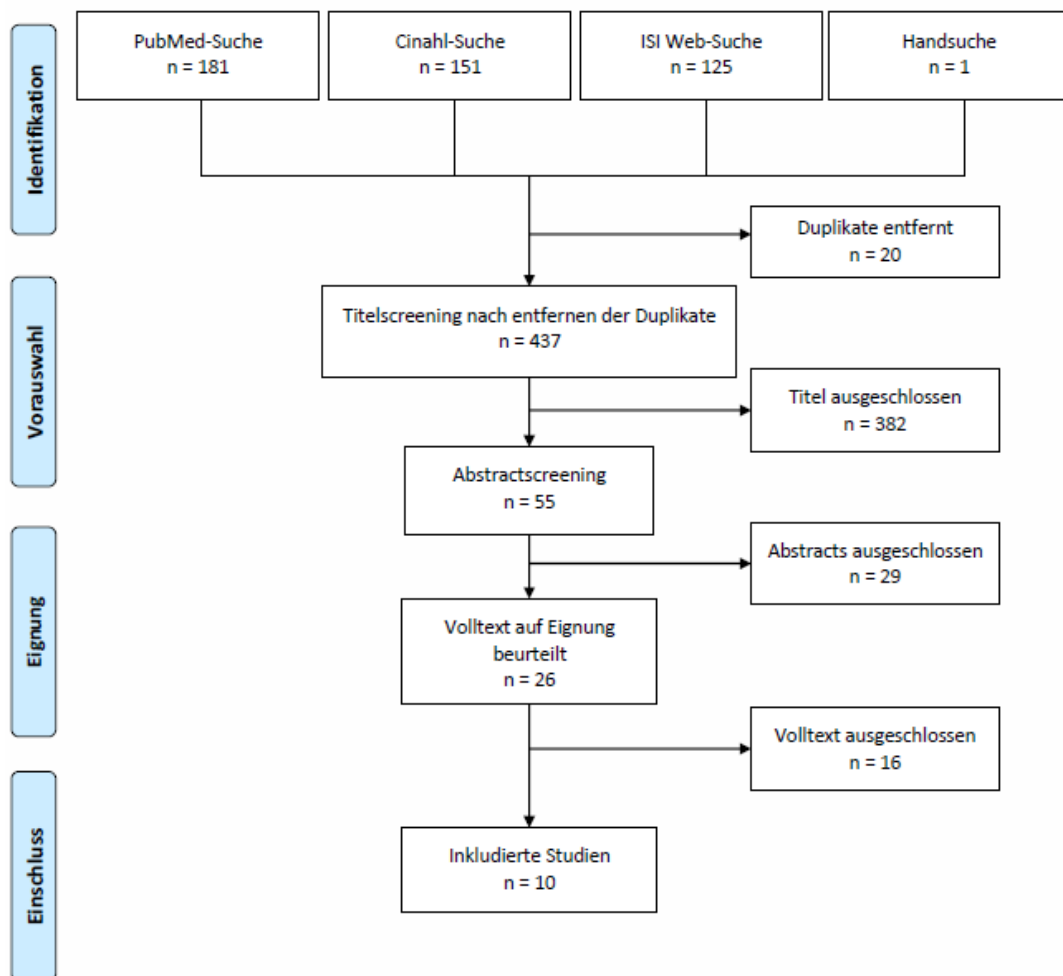 Identifikation
PubMed-Suche
n = 181
Cinahl-Suche
n = 151
ISI Web-Suche
n = 125
Handsuche
n = 1
Duplikate entfernt
n = 20
Vorauswahl
Titelscreening nach entfernen der Duplikate
n = 437
Titel ausgeschlossen
n = 382
Abstractscreening
n = 55
Eignung
Abstracts ausgeschlossen
n = 29
Volltext auf Eignung
beurteilt
n = 26
Volltext ausgeschlossen
n = 16
Einschluss
Inkludierte Studien
n = 10